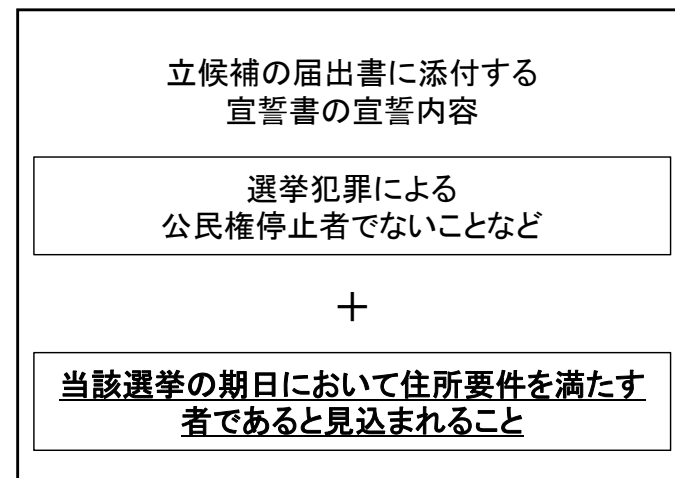 立候補の届出書に添付する
宣誓書の宣誓内容
選挙犯罪による
公民権停止者でないことなど
＋
当該選挙の期日において住所要件を満たす
者であると見込まれること